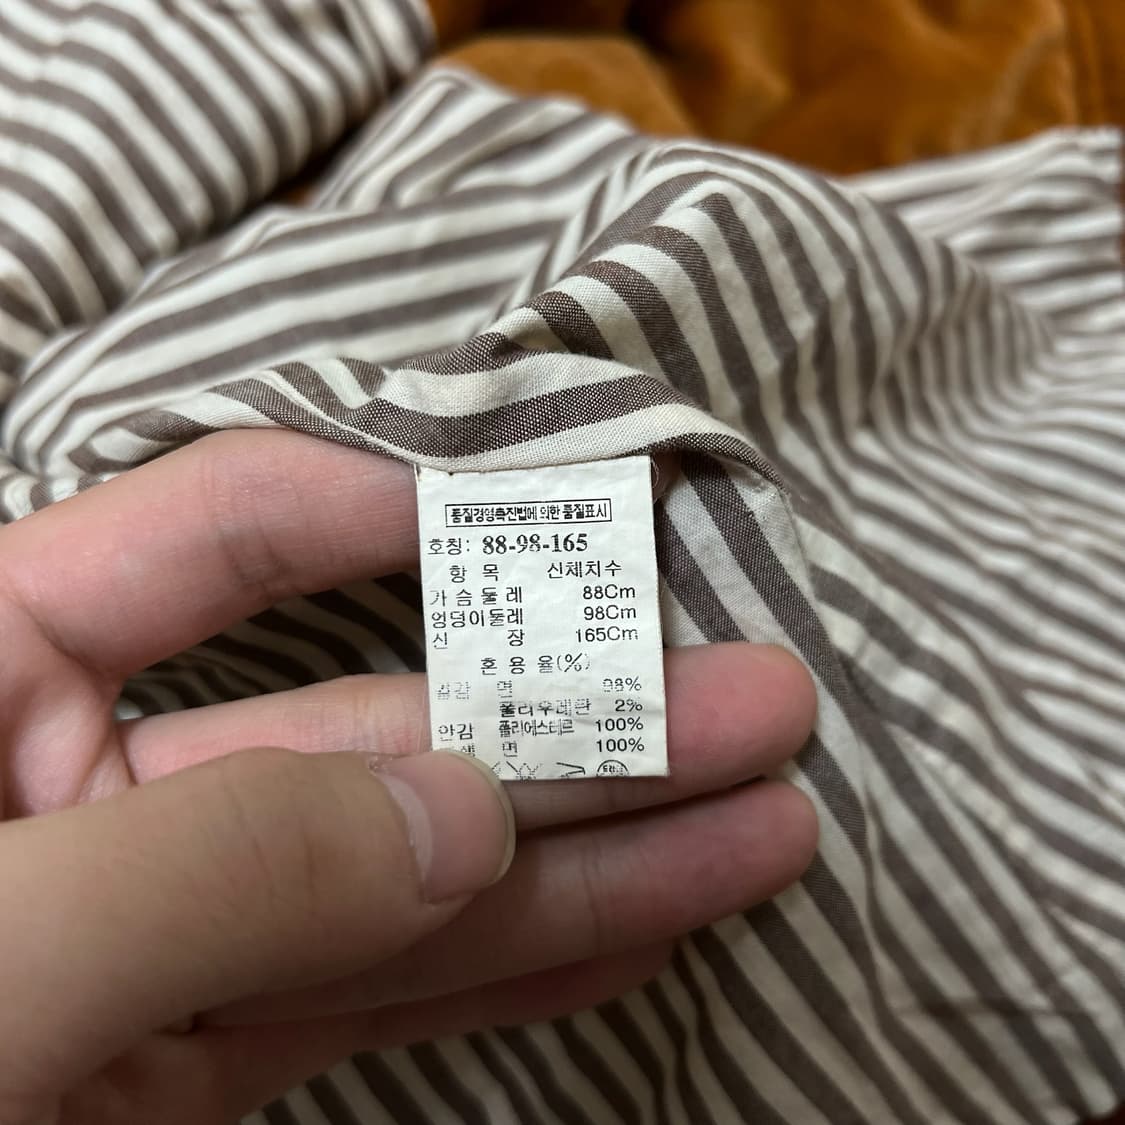 품질경영촉진법에 의한 품질표시
호칭: 88-98-165
항 목 신체치수
가 슴 둘 레 88Cm
엉덩이둘레 98Cm
신 장 165Cm
혼 용 율(%)
겉감 면 98%
폴리우레탄 2%
안감 폴리에스테르 100%
면 100%